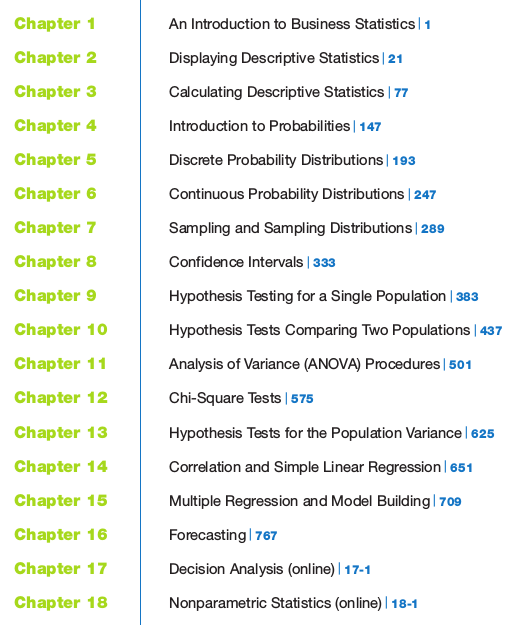 Chapter 1 An Introduction to Business Statistics | 1
Chapter 2 Displaying Descriptive Statistics | 21
Chapter 3 Calculating Descriptive Statistics | 77
Chapter 4 Introduction to Probabilities | 147
Chapter 5 Discrete Probability Distributions | 193
Chapter 6 Continuous Probability Distributions | 247
Chapter 7 Sampling and Sampling Distributions | 289
Chapter 8 Confidence Intervals | 333
Chapter 9 Hypothesis Testing for a Single Population | 383
Chapter 10 Hypothesis Tests Comparing Two Populations | 437
Chapter 11 Analysis of Variance (ANOVA) Procedures | 501
Chapter 12 Chi-Square Tests | 575
Chapter 13 Hypothesis Tests for the Population Variance | 625
Chapter 14 Correlation and Simple Linear Regression | 651
Chapter 15 Multiple Regression and Model Building | 709
Chapter 16 Forecasting | 767
Chapter 17 Decision Analysis (online) | 17-1
Chapter 18 Nonparametric Statistics (online) | 18-1